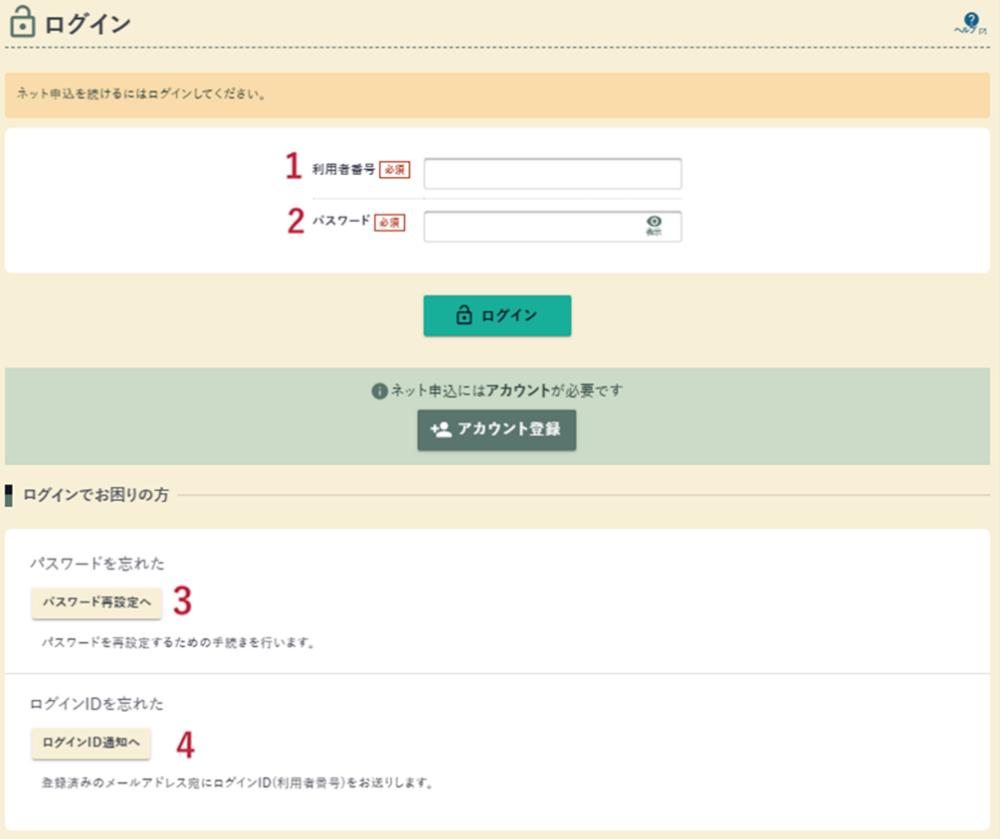 ログイン
ヘルプ
ネット申込を続けるにはログインしてください。
1 利用者番号 必須
2 パスワード 必須 表示
ログイン
ネット申込にはアカウントが必要です
アカウント登録
ログインでお困りの方
パスワードを忘れた
パスワード再設定へ 3
パスワードを再設定するための手続きを行います。
ログインIDを忘れた
ログインID通知へ 4
登録済みのメールアドレス宛にログインID(利用者番号)をお送りします。